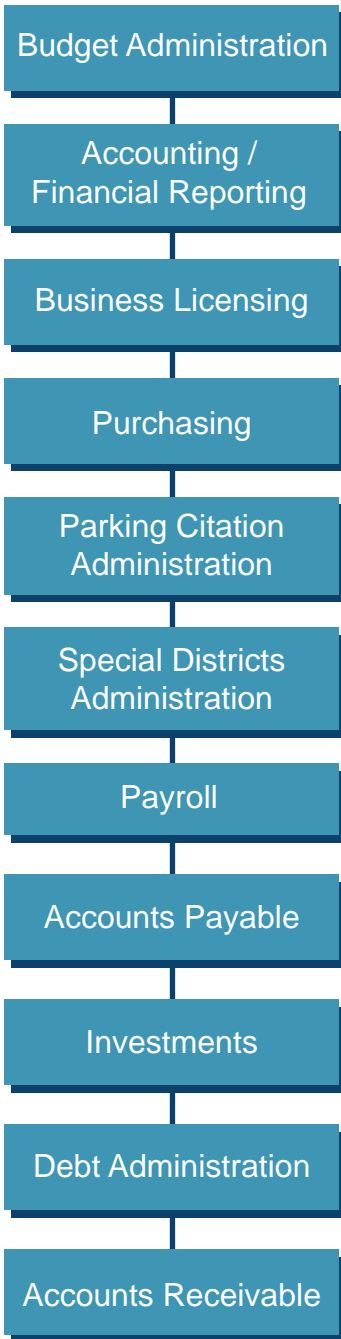 Budget Administration
Accounting /
Financial Reporting
Business Licensing
Purchasing
Parking Citation
Administration
Special Districts
Administration
Payroll
Accounts Payable
Investments
Debt Administration
Accounts Receivable